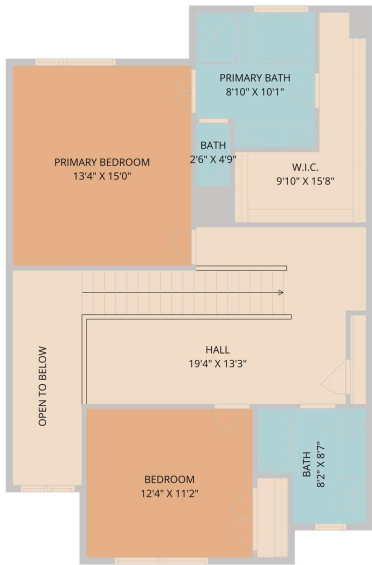 PRIMARY BATH
8'10" X 10'1"
PRIMARY BEDROOM
13'4" X 15'0"
BATH
2'6" X 4'9"
W.I.C.
9'10" X 15'8"
HALL
19'4" X 13'3"
OPEN TO BELOW
BEDROOM
12'4" X 11'2"
BATH
8'2" X 8'7"